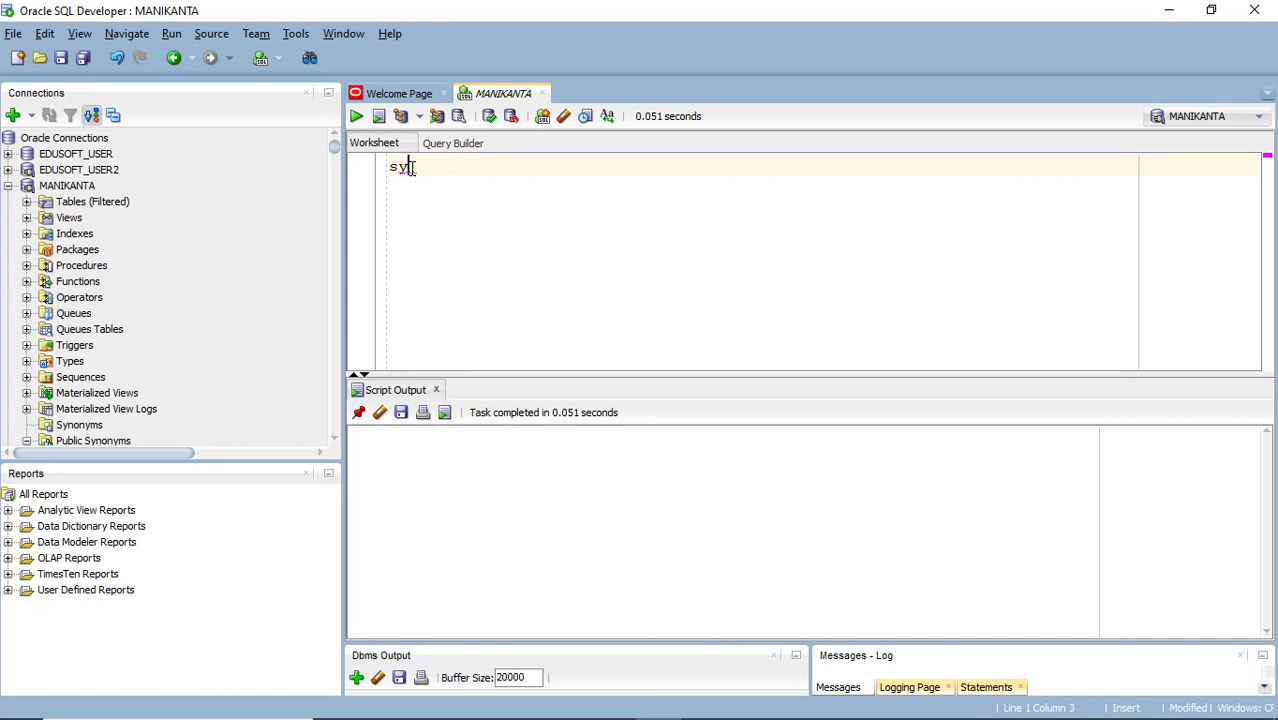 Oracle SQL Developer : MANIKANTA
File Edit View Navigate Run Source Team Tools Window Help
Connections
Oracle Connections
EDUSOFT_USER
EDUSOFT_USER2
MANIKANTA
Tables (Filtered)
Views
Indexes
Packages
Procedures
Functions
Operators
Queues
Queues Tables
Triggers
Types
Sequences
Materialized Views
Materialized View Logs
Synonyms
Public Synonyms
Reports
All Reports
Analytic View Reports
Data Dictionary Reports
Data Modeler Reports
OLAP Reports
TimesTen Reports
User Defined Reports
Welcome Page MANIKANTA
0.051 seconds MANIKANTA
Worksheet Query Builder
sy
Script Output
Task completed in 0.051 seconds
Dbms Output
Buffer Size: 20000
Messages - Log
Messages Logging Page Statements
Line 1 Column 3 Insert Modified Windows: CF